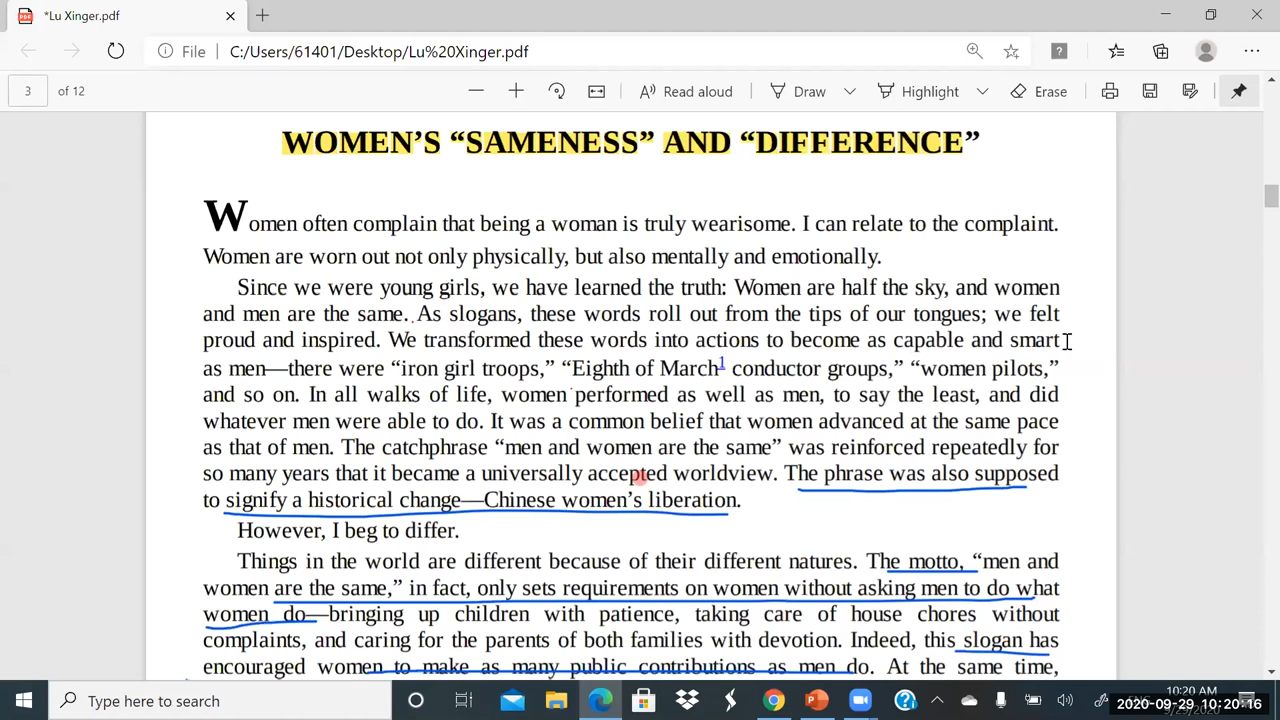 *Lu Xinger.pdf
File C:/Users/61401/Desktop/Lu%20Xinger.pdf
3 of 12 Read aloud Draw Highlight Erase
WOMEN’S “SAMENESS” AND “DIFFERENCE”
Women often complain that being a woman is truly wearisome. I can relate to the complaint.
Women are worn out not only physically, but also mentally and emotionally.
Since we were young girls, we have learned the truth: Women are half the sky, and women
and men are the same. As slogans, these words roll out from the tips of our tongues; we felt
proud and inspired. We transformed these words into actions to become as capable and smart
as men—there were “iron girl troops,” “Eighth of March1 conductor groups,” “women pilots,”
and so on. In all walks of life, women performed as well as men, to say the least, and did
whatever men were able to do. It was a common belief that women advanced at the same pace
as that of men. The catchphrase “men and women are the same” was reinforced repeatedly for
so many years that it became a universally accepted worldview. The phrase was also supposed
to signify a historical change—Chinese women’s liberation.
However, I beg to differ.
Things in the world are different because of their different natures. The motto, “men and
women are the same,” in fact, only sets requirements on women without asking men to do what
women do—bringing up children with patience, taking care of house chores without
complaints, and caring for the parents of both families with devotion. Indeed, this slogan has
encouraged women to make as many public contributions as men do. At the same time,
Type here to search
10:20 AM
2020-09-29 10:20:16